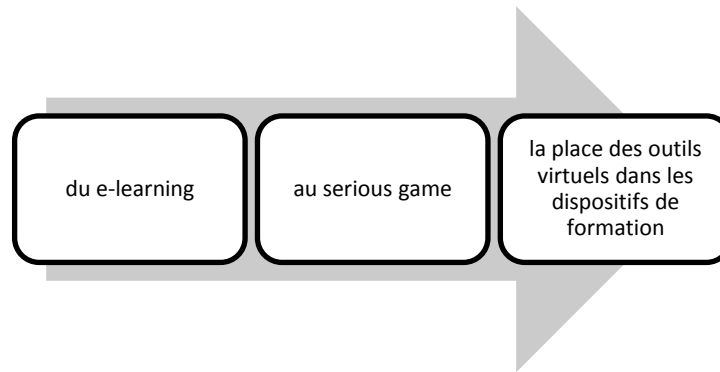 du e-learning
au serious game
la place des outils
virtuels dans les
dispositifs de
formation